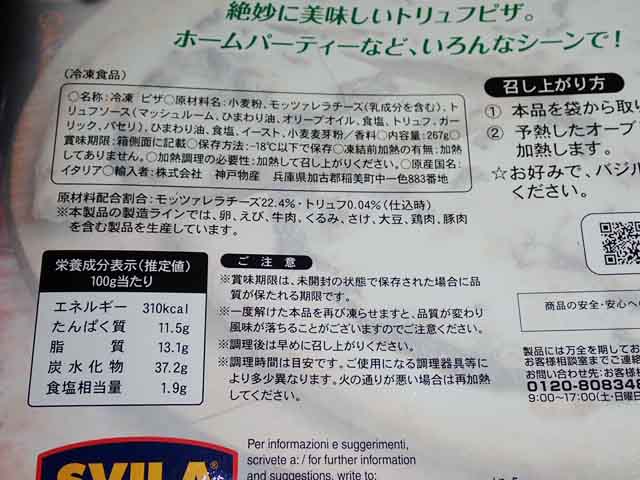 絶妙に美味しいトリュフピザ。
ホームパーティーなど、いろんなシーンで!
(冷凍食品)
○名称:冷凍 ピザ○原材料名:小麦粉、モッツァレラチーズ(乳成分を含む)、ト
リュフソース(マッシュルーム、ひまわり油、オリーブオイル、食塩、トリュフ、ガー
リック、パセリ)、ひまわり油、食塩、イースト、小麦麦芽粉/香料○内容量:267g○
賞味期限:箱側面に記載○保存方法:-18℃以下で保存○凍結前加熱の有無:加熱
してありません。○加熱調理の必要性:加熱して召し上がりください。○原産国名:
イタリア○輸入者:株式会社 神戸物産 兵庫県加古郡稲美町中一色883番地
原材料配合割合:モッツァレラチーズ22.4%・トリュフ0.04%(仕込時)
※本製品の製造ラインでは、卵、えび、牛肉、くるみ、さけ、大豆、鶏肉、豚肉
を含む製品を生産しています。
召し上がり方
① 本品を袋から取り
② 予熱したオーブ
加熱します。
☆お好みで、バジル
ください。
栄養成分表示(推定値)
100g当たり
エネルギー 310kcal
たんぱく質 11.5g
脂質 13.1g
炭水化物 37.2g
食塩相当量 1.9g
ご注意
※賞味期限は、未開封の状態で保存された場合に品
質が保たれる期限です。
※一度解けた本品を再び凍らせますと、品質が変わり
風味が落ちることがございますのでご注意ください。
※調理後は早めに召し上がりください。
※調理時間は目安です。ご使用になる調理器具等に
より多少異なります。火の通りが悪い場合は再加熱
してください。
商品の安全・安心への
製品には万全を期してお
お客様相談室までご連絡
お問い合わせ先:お客様
0120-808348
9:00〜17:00(土・日曜日
SVILA
Per informazioni e suggerimenti,
scrivete a: / for further information
and suggestions, write to: